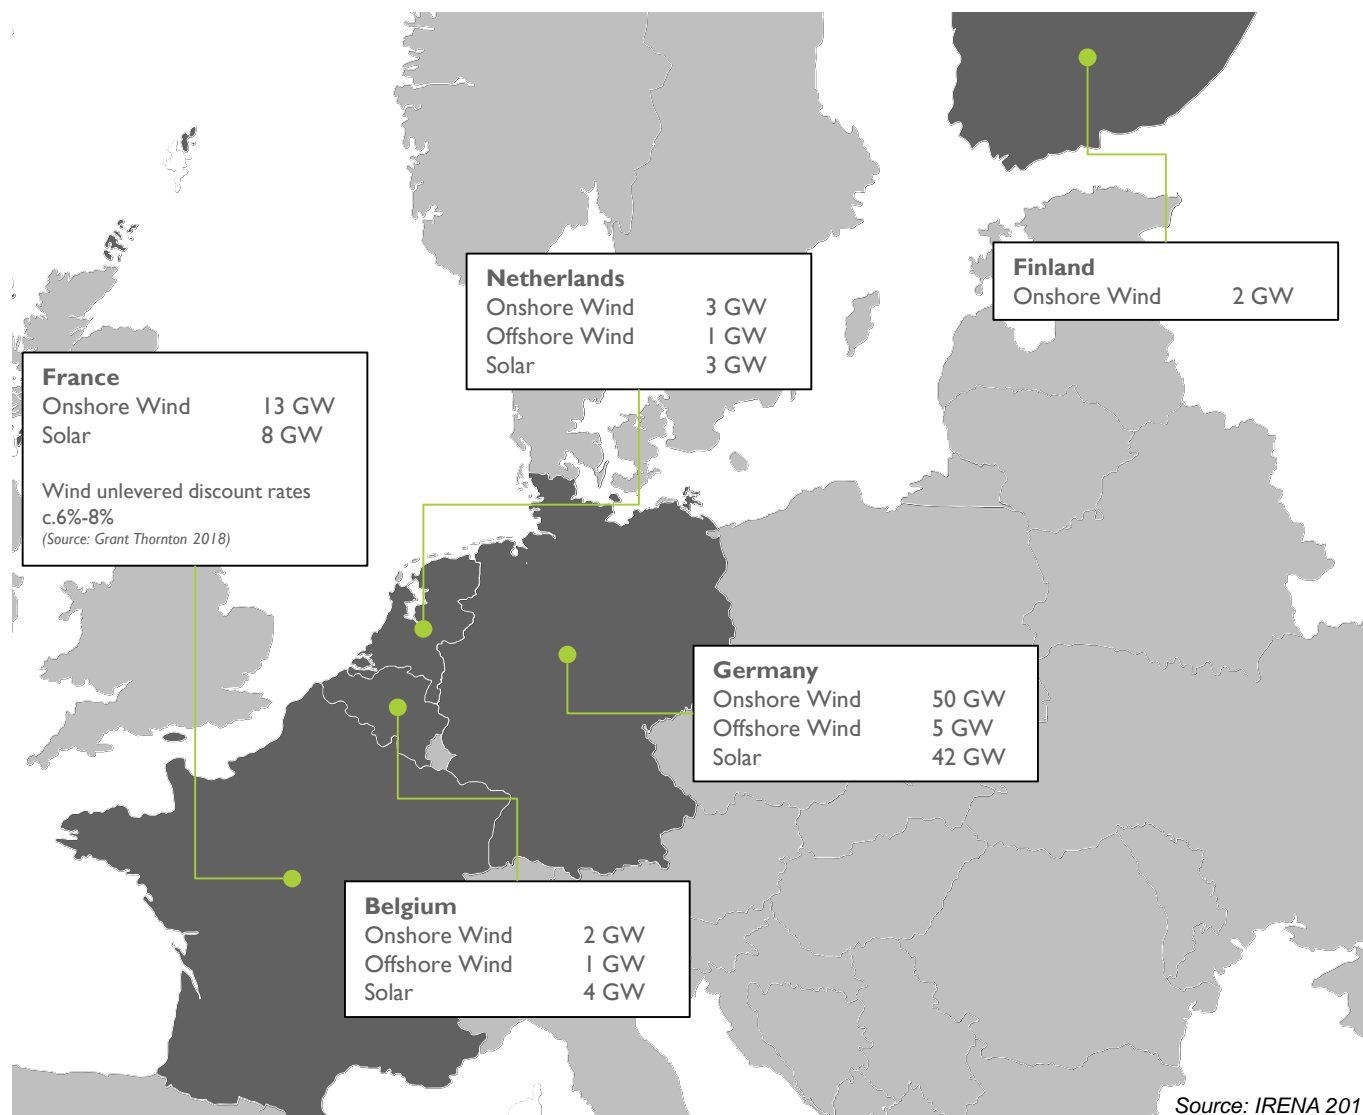 Finland
Onshore Wind 2 GW
Netherlands
Onshore Wind 3 GW
Offshore Wind 1 GW
Solar 3 GW
France
Onshore Wind 13 GW
Solar 8 GW
Wind unlevered discount rates
c.6%-8%
(Source: Grant Thornton 2018)
Germany
Onshore Wind 50 GW
Offshore Wind 5 GW
Solar 42 GW
Belgium
Onshore Wind 2 GW
Offshore Wind 1 GW
Solar 4 GW
Source: IRENA 201